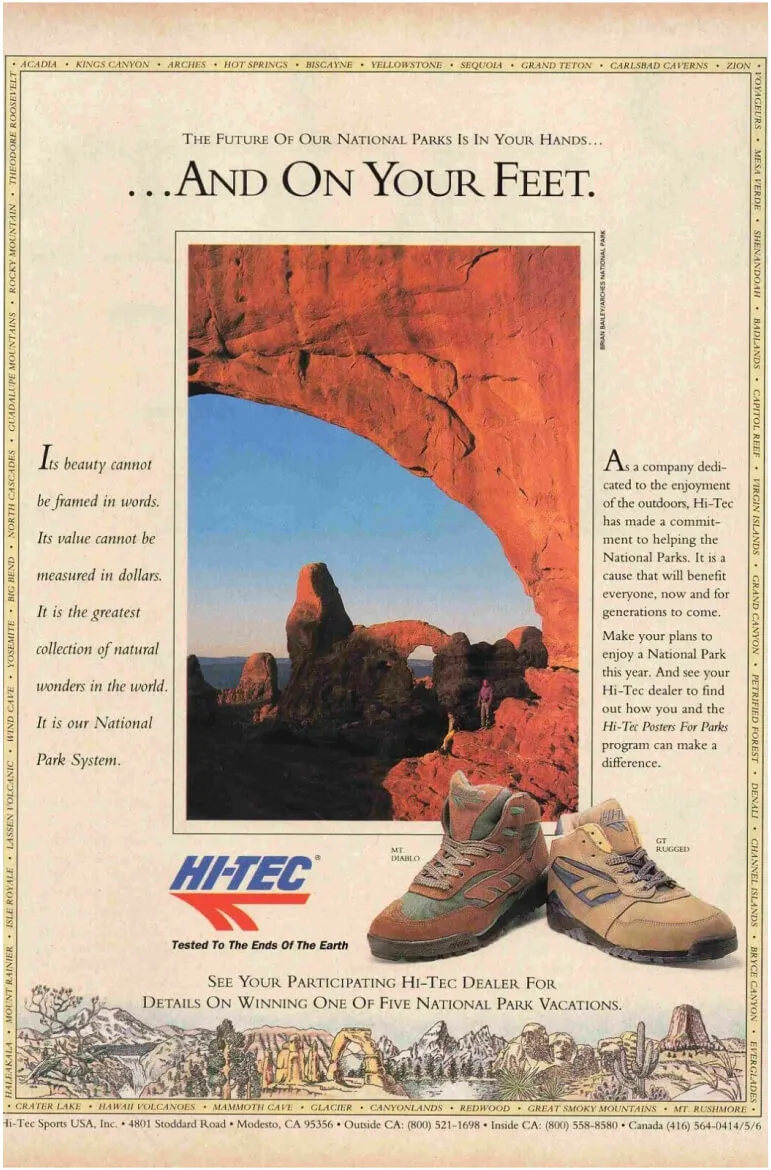 • ACADIA • KINGS CANYON • ARCHES • HOT SPRINGS • BISCAYNE • YELLOWSTONE • SEQUOIA • GRAND TETON • CARLSBAD CAVERNS • ZION •
VOYAGEURS • MESA VERDE • SHENANDOAH • BADLANDS • CAPITOL REEF • VIRGIN ISLANDS • GRAND CANYON • PETRIFIED FOREST • DENALI • CHANNEL ISLANDS • BRYCE CANYON • EVERGLADES
HALEAKALA • MOUNT RAINIER • ISLE ROYALE • LASSEN VOLCANIC • WIND CAVE • YOSEMITE • BIG BEND • NORTH CASCADES • GUADALUPE MOUNTAINS • ROCKY MOUNTAIN • THEODORE ROOSEVELT
THE FUTURE OF OUR NATIONAL PARKS IS IN YOUR HANDS...
...AND ON YOUR FEET.
BRIAN BAILEY/ARCHES NATIONAL PARK
Its beauty cannot
be framed in words.
Its value cannot be
measured in dollars.
It is the greatest
collection of natural
wonders in the world.
It is our National
Park System.
As a company dedi-
cated to the enjoyment
of the outdoors, Hi-Tec
has made a commit-
ment to helping the
National Parks. It is a
cause that will benefit
everyone, now and for
generations to come.
Make your plans to
enjoy a National Park
this year. And see your
Hi-Tec dealer to find
out how you and the
Hi-Tec Posters For Parks
program can make a
difference.
MT.
DIABLO
GT
RUGGED
HI-TEC®
Tested To The Ends Of The Earth
SEE YOUR PARTICIPATING HI-TEC DEALER FOR
DETAILS ON WINNING ONE OF FIVE NATIONAL PARK VACATIONS.
• CRATER LAKE • HAWAII VOLCANOES • MAMMOTH CAVE • GLACIER • CANYONLANDS • REDWOOD • GREAT SMOKY MOUNTAINS • MT. RUSHMORE •
Hi-Tec Sports USA, Inc. • 4801 Stoddard Road • Modesto, CA 95356 • Outside CA: (800) 521-1698 • Inside CA: (800) 558-8580 • Canada (416) 564-0414/5/6